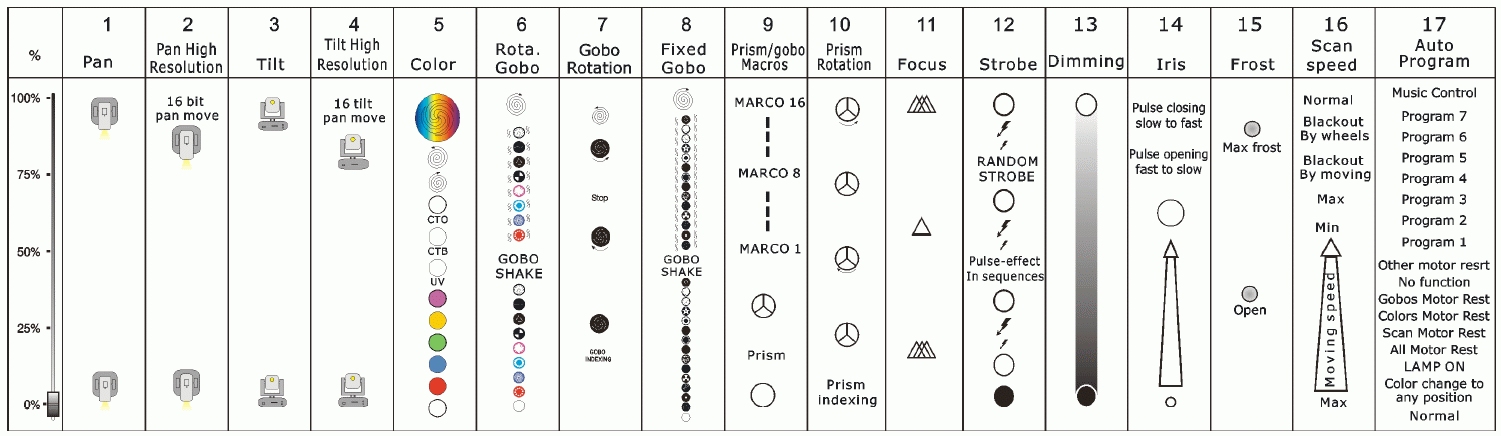 %
100%
75%
50%
25%
0%
1
Pan
2
Pan High
Resolution
16 bit
pan move
3
Tilt
4
Tilt High
Resolution
16 tilt
pan move
5
Color
CTO
CTB
UV
6
Rota.
Gobo
GOBO
SHAKE
7
Gobo
Rotation
Stop
GOBO
INDEXING
8
Fixed
Gobo
GOBO
SHAKE
9
Prism/gobo
Macros
MARCO 16
MARCO 8
MARCO 1
Prism
10
Prism
Rotation
Prism
indexing
11
Focus
12
Strobe
RANDOM
STROBE
Pulse-effect
In sequences
13
Dimming
14
Iris
Pulse closing
slow to fast
Pulse opening
fast to slow
15
Frost
Max frost
Open
16
Scan
speed
Normal
Blackout
By wheels
Blackout
By moving
Max
Min
Moving speed
Max
17
Auto
Program
Music Control
Program 7
Program 6
Program 5
Program 4
Program 3
Program 2
Program 1
Other motor resrt
No function
Gobos Motor Rest
Colors Motor Rest
Scan Motor Rest
All Motor Rest
LAMP ON
Color change to
any position
Normal